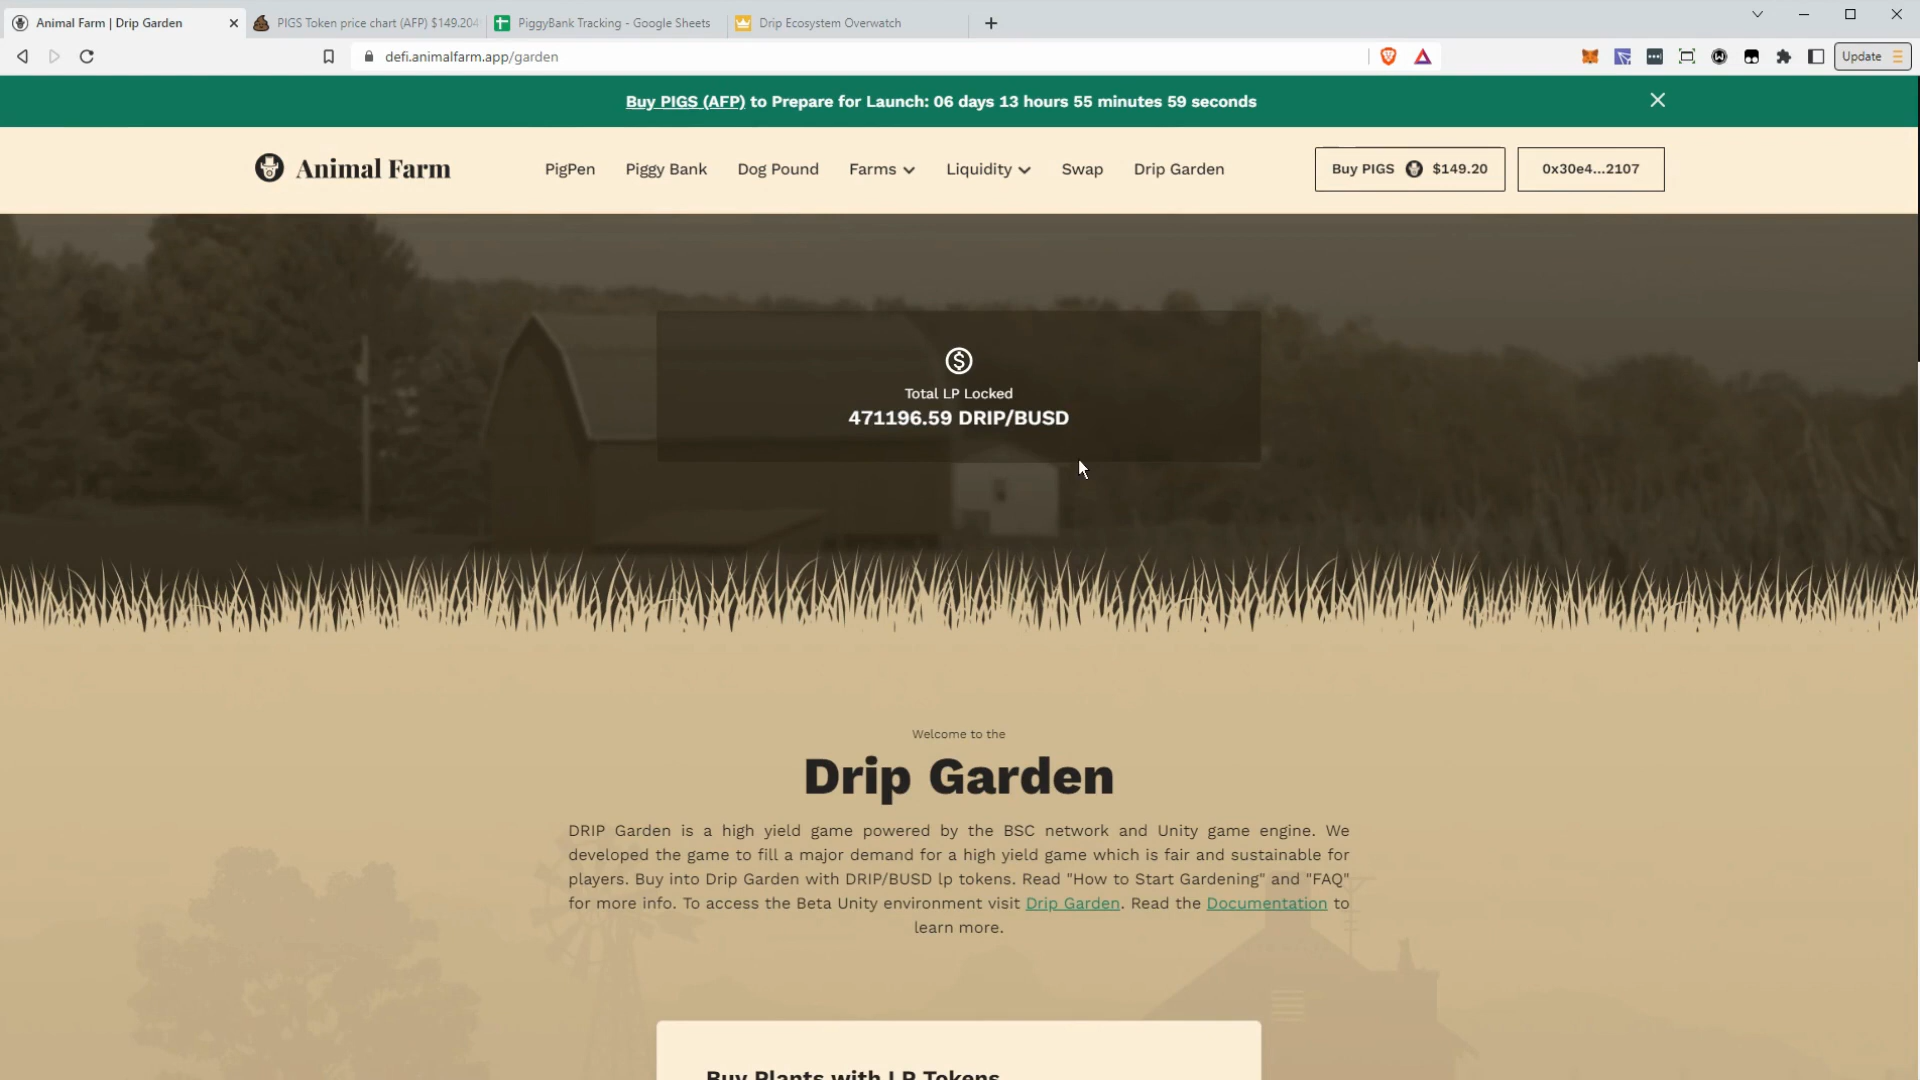 Animal Farm | Drip Garden
PIGS Token price chart (AFP) $149.204
PiggyBank Tracking - Google Sheets
Drip Ecosystem Overwatch
defi.animalfarm.app/garden
Update
Buy PIGS (AFP) to Prepare for Launch: 06 days 13 hours 55 minutes 59 seconds
Animal Farm
PigPen
Piggy Bank
Dog Pound
Farms
Liquidity
Swap
Drip Garden
Buy PIGS $149.20
0x30e4...2107
Total LP Locked
471196.59 DRIP/BUSD
Welcome to the
Drip Garden
DRIP Garden is a high yield game powered by the BSC network and Unity game engine. We
developed the game to fill a major demand for a high yield game which is fair and sustainable for
players. Buy into Drip Garden with DRIP/BUSD lp tokens. Read "How to Start Gardening" and "FAQ"
for more info. To access the Beta Unity environment visit Drip Garden. Read the Documentation to
learn more.
Buy Plants with LP Tokens